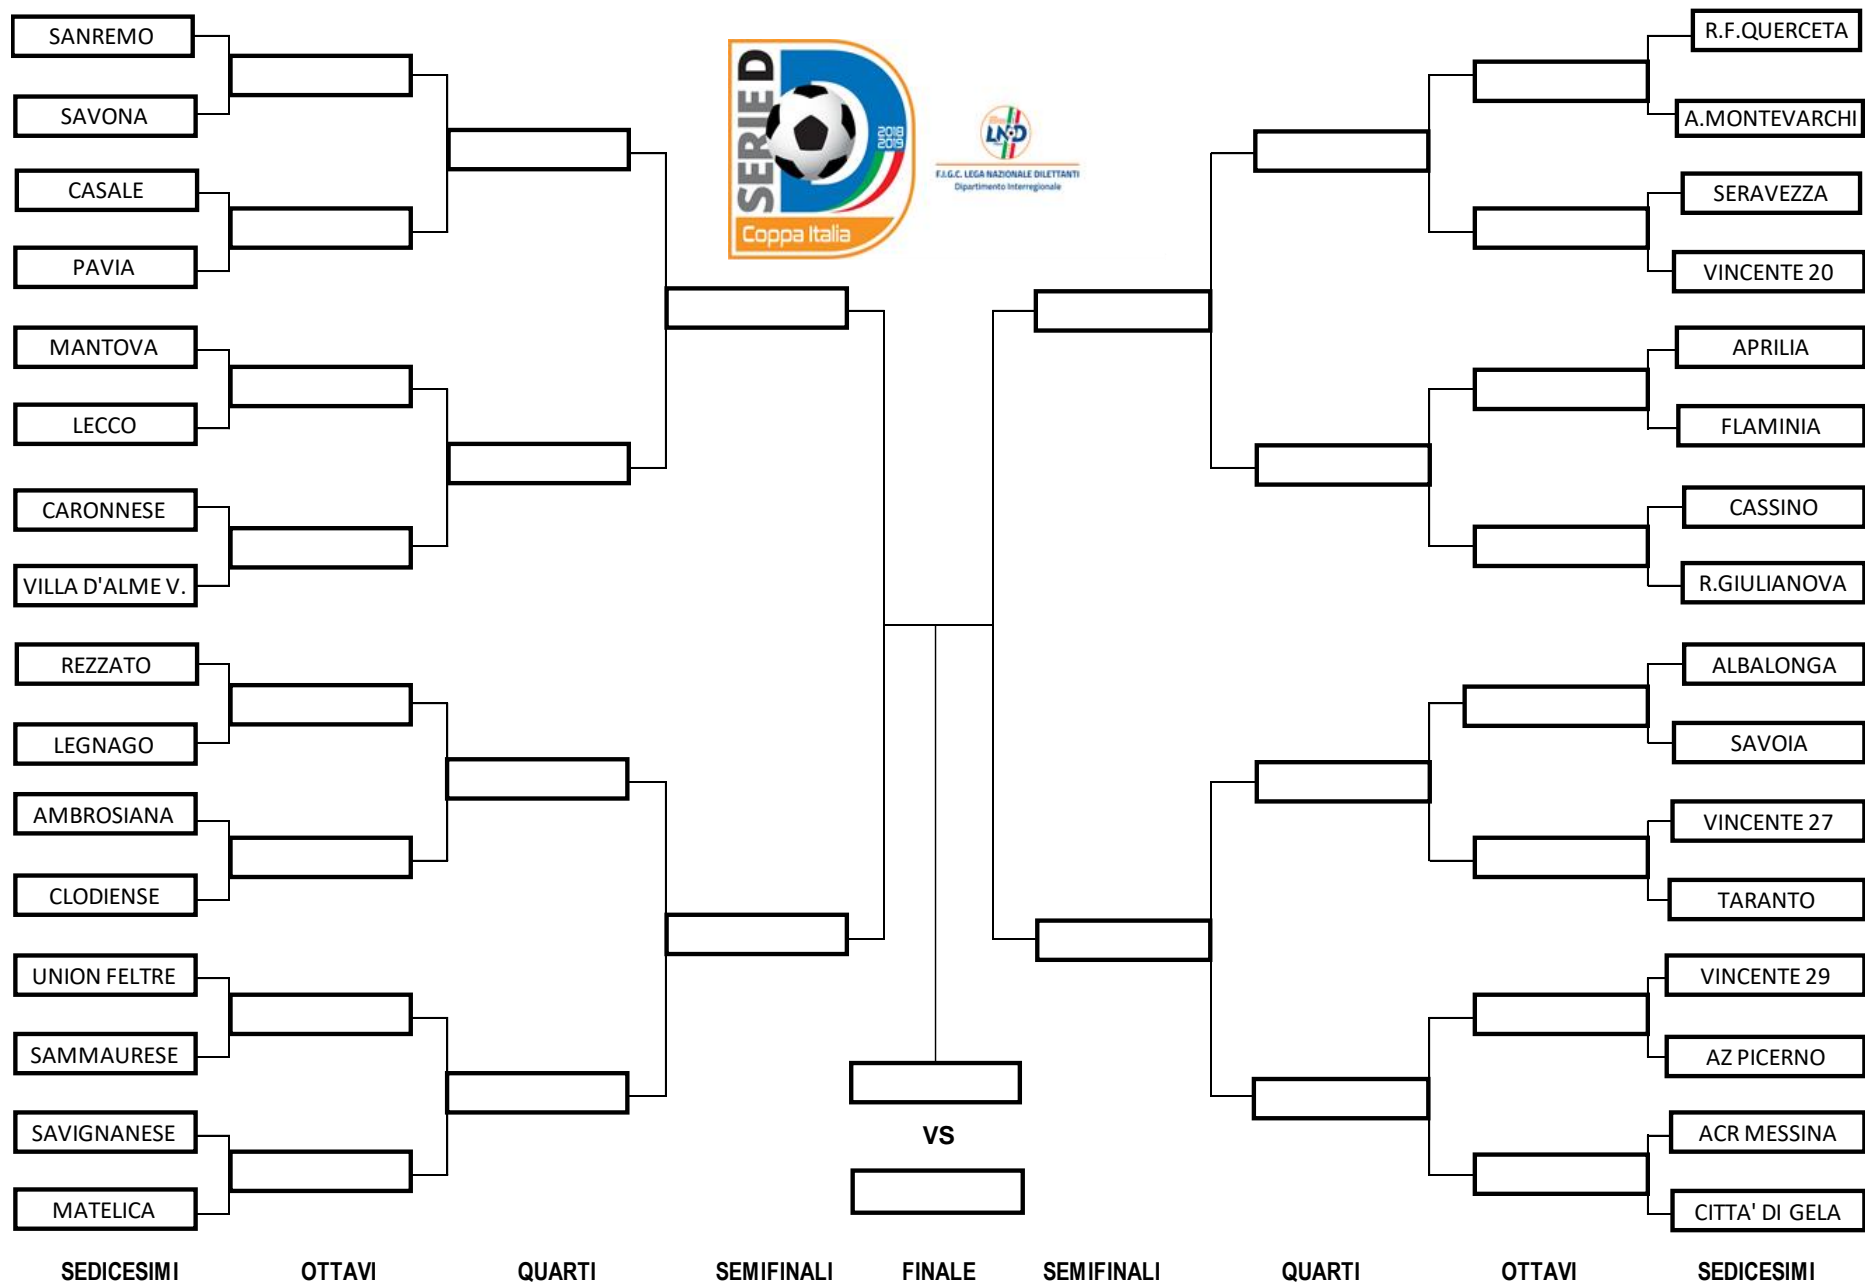 SANREMO
SAVONA
CASALE
PAVIA
MANTOVA
LECCO
CARONNESE
VILLA D'ALME V.
REZZATO
LEGNAGO
AMBROSIANA
CLODIENSE
UNION FELTRE
SAMMAURESE
SAVIGNANESE
MATELICA
SERIE D
2018
2019
Coppa Italia
LND
F.I.G.C. LEGA NAZIONALE DILETTANTI
Dipartimento Interregionale
VS
R.F.QUERCETA
A.MONTEVARCHI
SERAVEZZA
VINCENTE 20
APRILIA
FLAMINIA
CASSINO
R.GIULIANOVA
ALBALONGA
SAVOIA
VINCENTE 27
TARANTO
VINCENTE 29
AZ PICERNO
ACR MESSINA
CITTA' DI GELA
SEDICESIMI OTTAVI QUARTI SEMIFINALI FINALE SEMIFINALI QUARTI OTTAVI SEDICESIMI